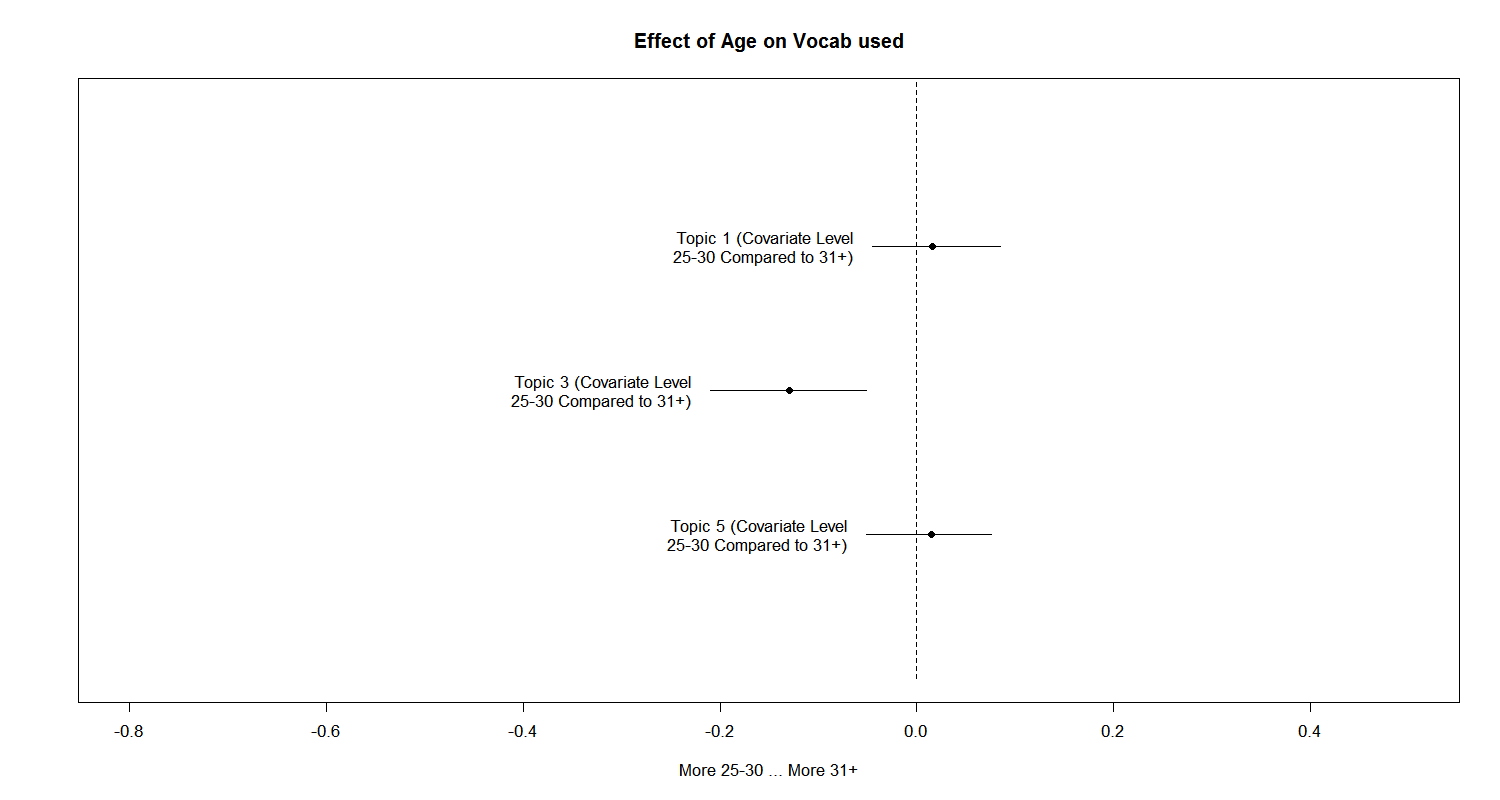 Effect of Age on Vocab used
Topic 1 (Covariate Level
25-30 Compared to 31+)
Topic 3 (Covariate Level
25-30 Compared to 31+)
Topic 5 (Covariate Level
25-30 Compared to 31+)
-0.8 -0.6 -0.4 -0.2 0.0 0.2 0.4
More 25-30 ... More 31+